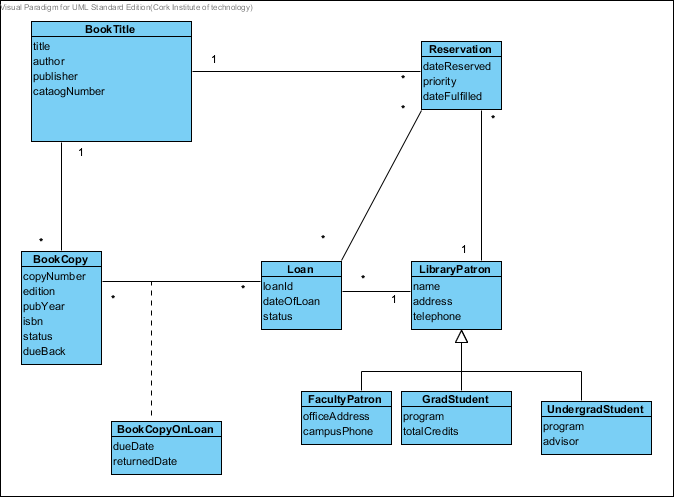 Visual Paradigm for UML Standard Edition(Cork Institute of technology)
BookTitle
title
author
publisher
cataogNumber
1
*
Reservation
dateReserved
priority
dateFulfilled
*
*
1
*
*
1
BookCopy
copyNumber
edition
pubYear
isbn
status
dueBack
*
*
Loan
loanId
dateOfLoan
status
*
1
LibraryPatron
name
address
telephone
BookCopyOnLoan
dueDate
returnedDate
FacultyPatron
officeAddress
campusPhone
GradStudent
program
totalCredits
UndergradStudent
program
advisor